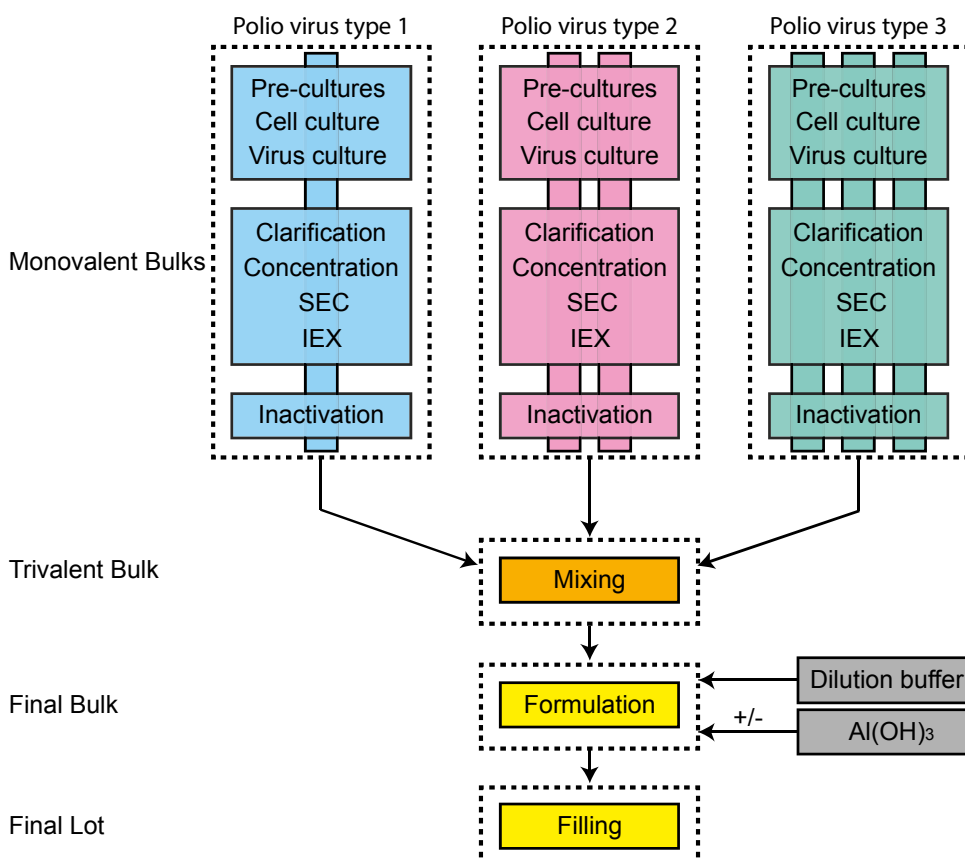 Polio virus type 1
Polio virus type 2
Polio virus type 3
Pre-cultures
Cell culture
Virus culture
Pre-cultures
Cell culture
Virus culture
Pre-cultures
Cell culture
Virus culture
Monovalent Bulks
Clarification
Concentration
SEC
IEX
Clarification
Concentration
SEC
IEX
Clarification
Concentration
SEC
IEX
Inactivation
Inactivation
Inactivation
Trivalent Bulk
Mixing
Final Bulk
Formulation
Dilution buffer
+/-
Al(OH)₃
Final Lot
Filling